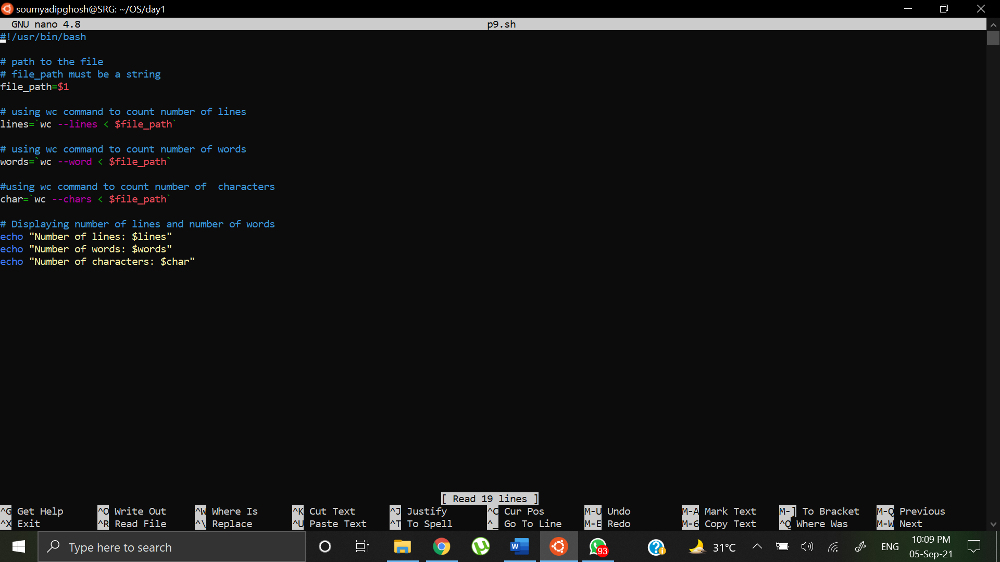 soumyadipghosh@SRG: ~/OS/day1
GNU nano 4.8 p9.sh
#!/usr/bin/bash

# path to the file
# file_path must be a string
file_path=$1

# using wc command to count number of lines
lines=`wc --lines < $file_path`

# using wc command to count number of words
words=`wc --word < $file_path`

#using wc command to count number of  characters
char=`wc --chars < $file_path`

# Displaying number of lines and number of words
echo "Number of lines: $lines"
echo "Number of words: $words"
echo "Number of characters: $char"
[ Read 19 lines ]
^G Get Help ^O Write Out ^W Where Is ^K Cut Text ^J Justify ^C Cur Pos M-U Undo M-A Mark Text M-] To Bracket M-Q Previous
^X Exit ^R Read File ^\ Replace ^U Paste Text ^T To Spell ^_ Go To Line M-E Redo M-6 Copy Text ^Q Where Was M-W Next
Type here to search
W
93
31°C
ENG
10:09 PM
05-Sep-21